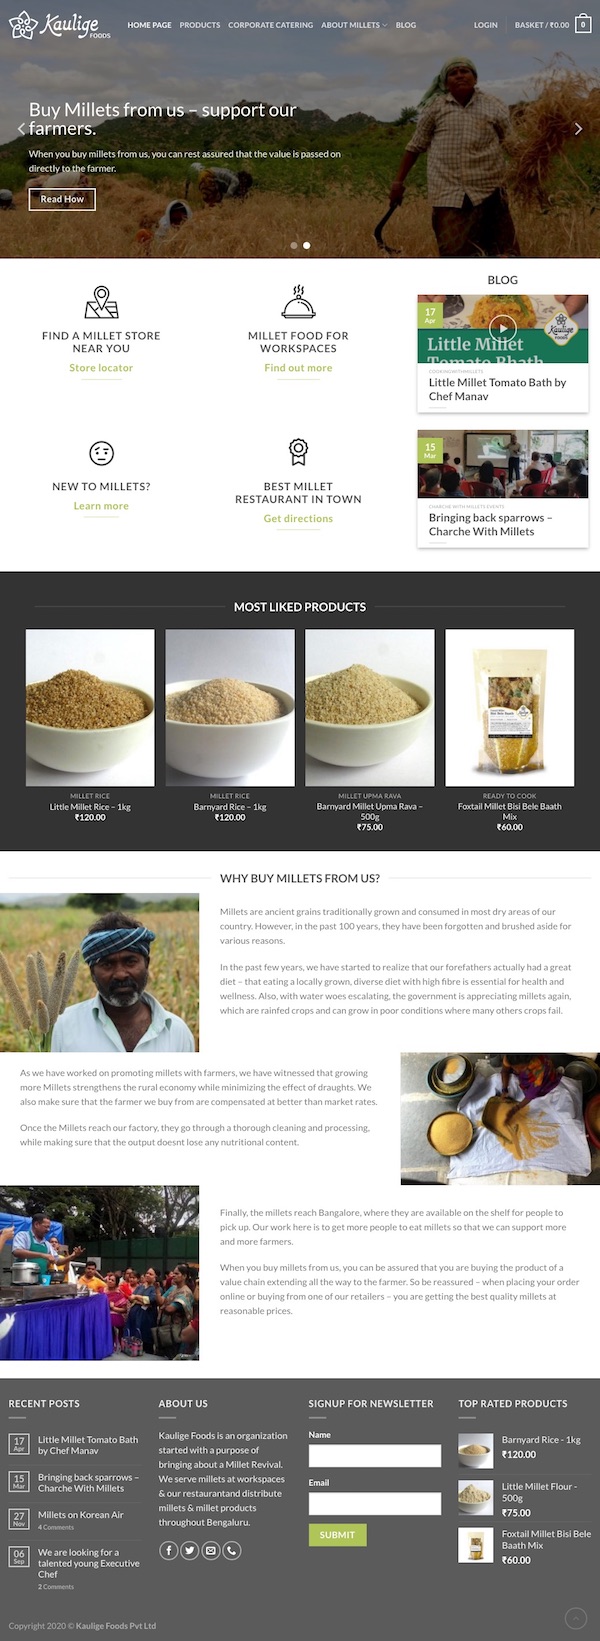 Kaulige
FOODS
HOME PAGE PRODUCTS CORPORATE CATERING ABOUT MILLETS BLOG LOGIN BASKET / ₹0.00 0
Buy Millets from us – support our
farmers.
When you buy millets from us, you can rest assured that the value is passed on
directly to the farmer.
Read How
FIND A MILLET STORE
NEAR YOU
Store locator
MILLET FOOD FOR
WORKSPACES
Find out more
NEW TO MILLETS?
Learn more
BEST MILLET
RESTAURANT IN TOWN
Get directions
BLOG
17
Apr
Kaulige
FOODS
Little Millet
Tomato Bhath
COOKINGWITHMILLETS
Little Millet Tomato Bath by
Chef Manav
15
Mar
CHARCHE WITH MILLETS EVENTS
Bringing back sparrows –
Charche With Millets
MOST LIKED PRODUCTS
MILLET RICE
Little Millet Rice – 1kg
₹120.00
MILLET RICE
Barnyard Rice – 1kg
₹120.00
MILLET UPMA RAVA
Barnyard Millet Upma Rava –
500g
₹75.00
READY TO COOK
Foxtail Millet Bisi Bele Baath
Mix
₹60.00
WHY BUY MILLETS FROM US?
Millets are ancient grains traditionally grown and consumed in most dry areas of our
country. However, in the past 100 years, they have been forgotten and brushed aside for
various reasons.
In the past few years, we have started to realize that our forefathers actually had a great
diet – that eating a locally grown, diverse diet with high fibre is essential for health and
wellness. Also, with water woes escalating, the government is appreciating millets again,
which are rainfed crops and can grow in poor conditions where many others crops fail.
As we have worked on promoting millets with farmers, we have witnessed that growing
more Millets strengthens the rural economy while minimizing the effect of draughts. We
also make sure that the farmer we buy from are compensated at better than market rates.
Once the Millets reach our factory, they go through a thorough cleaning and processing,
while making sure that the output doesnt lose any nutritional content.
Finally, the millets reach Bangalore, where they are available on the shelf for people to
pick up. Our work here is to get more people to eat millets so that we can support more
and more farmers.
When you buy millets from us, you can be assured that you are buying the product of a
value chain extending all the way to the farmer. So be reassured – when placing your order
online or buying from one of our retailers – you are getting the best quality millets at
reasonable prices.
RECENT POSTS
17
Apr
Little Millet Tomato Bath
by Chef Manav
15
Mar
Bringing back sparrows –
Charche With Millets
27
Nov
Millets on Korean Air
4 Comments
06
Sep
We are looking for a
talented young Executive
Chef
2 Comments
ABOUT US
Kaulige Foods is an organization
started with a purpose of
bringing about a Millet Revival.
We serve millets at workspaces
& our restaurantand distribute
millets & millet products
throughout Bengaluru.
SIGNUP FOR NEWSLETTER
Name
Email
SUBMIT
TOP RATED PRODUCTS
Barnyard Rice - 1kg
₹120.00
Little Millet Flour -
500g
₹75.00
Foxtail Millet Bisi Bele
Baath Mix
₹60.00
Copyright 2020 © Kaulige Foods Pvt Ltd